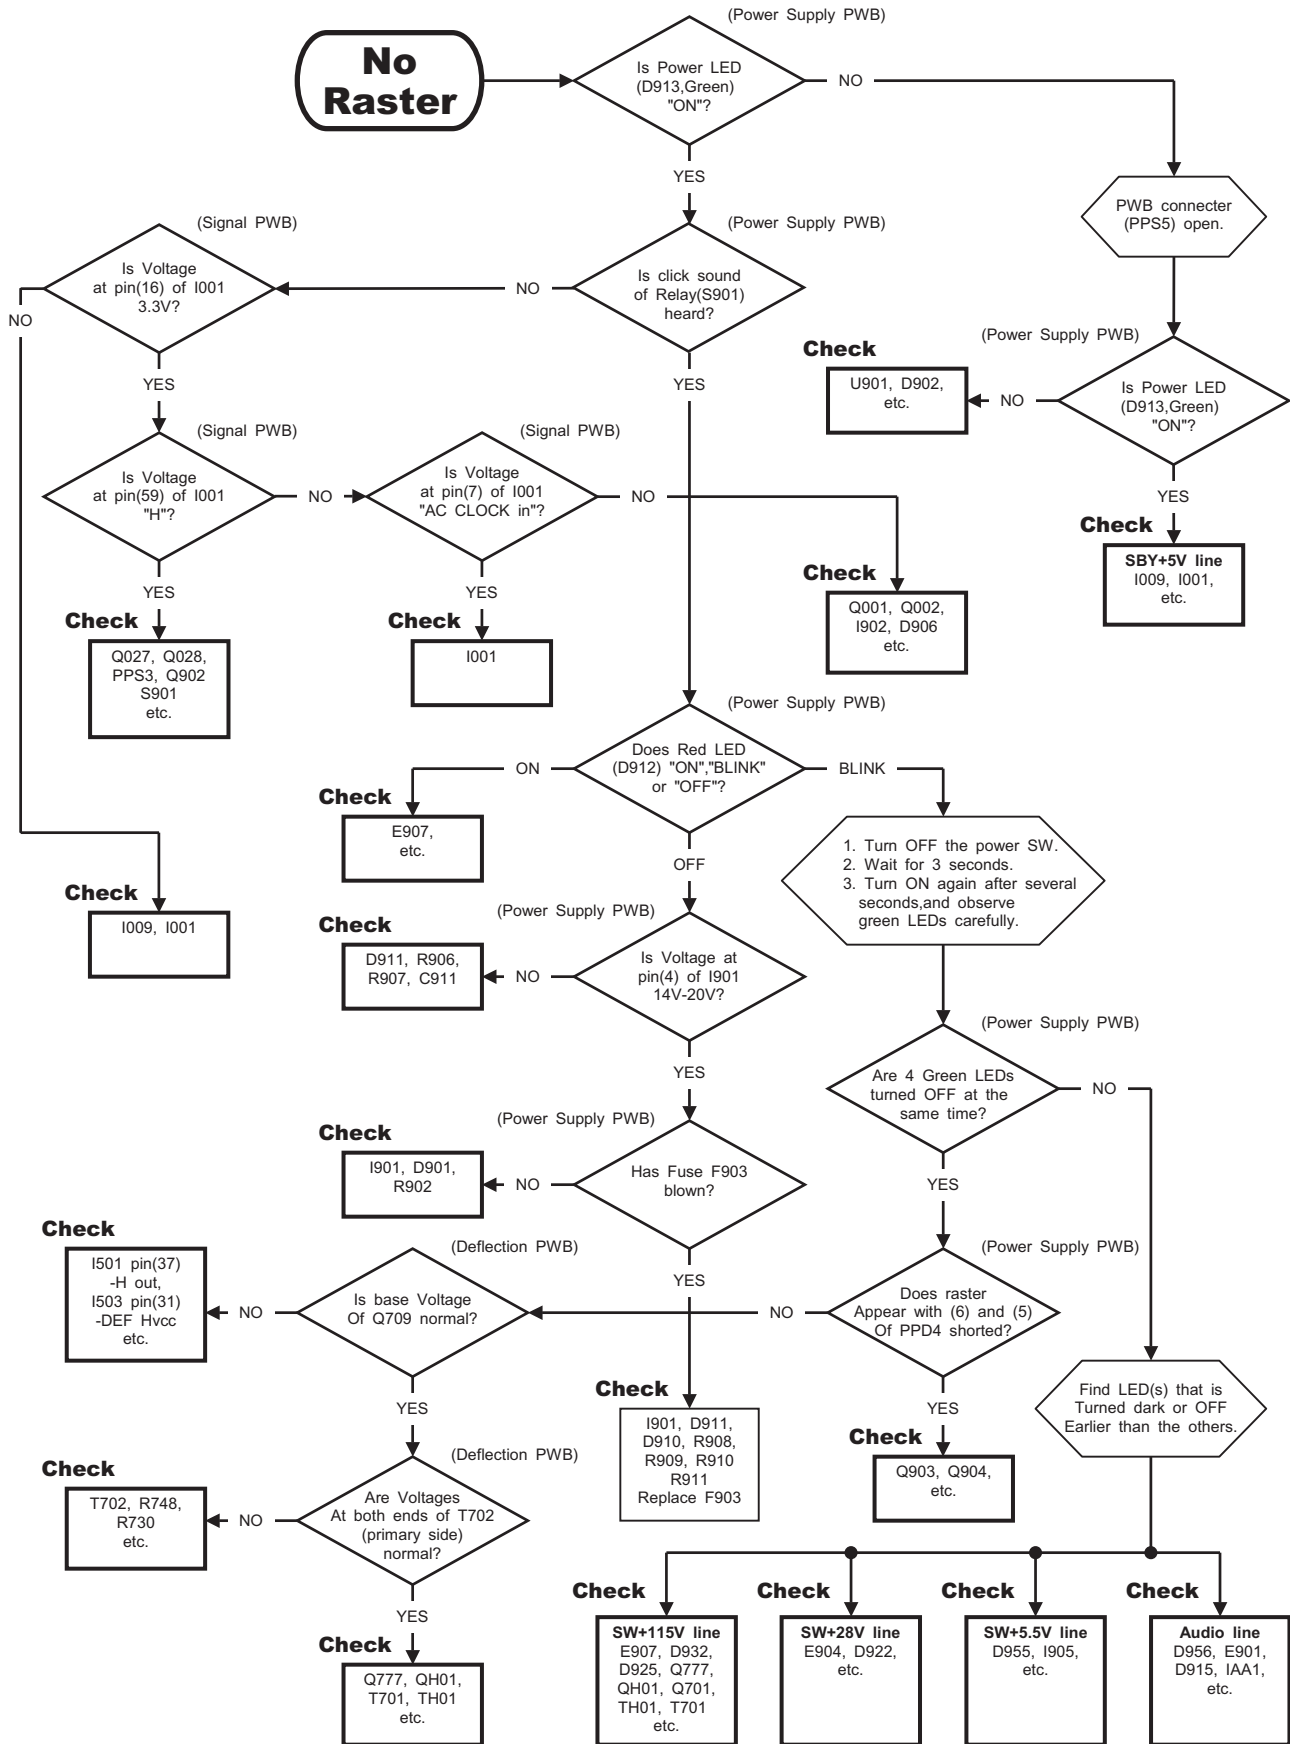 No
Raster
(Power Supply PWB)
Is Power LED
(D913,Green)
"ON"?
NO
YES
PWB connecter
(PPS5) open.
(Signal PWB)
Is Voltage
at pin(16) of I001
3.3V?
NO
YES
(Power Supply PWB)
Is click sound
of Relay(S901)
heard?
NO
YES
(Power Supply PWB)
Is Power LED
(D913,Green)
"ON"?
NO
YES
Check
U901, D902,
etc.
Check
SBY+5V line
I009, I001,
etc.
(Signal PWB)
Is Voltage
at pin(59) of I001
"H"?
NO
YES
(Signal PWB)
Is Voltage
at pin(7) of I001
"AC CLOCK in"?
NO
YES
Check
Q027, Q028,
PPS3, Q902
S901
etc.
Check
I001
Check
Q001, Q002,
I902, D906
etc.
(Power Supply PWB)
Does Red LED
(D912) "ON","BLINK"
or "OFF"?
ON
BLINK
OFF
Check
E907,
etc.
1. Turn OFF the power SW.
2. Wait for 3 seconds.
3. Turn ON again after several
seconds,and observe
green LEDs carefully.
Check
I009, I001
(Power Supply PWB)
Is Voltage at
pin(4) of I901
14V-20V?
NO
YES
Check
D911, R906,
R907, C911
(Power Supply PWB)
Are 4 Green LEDs
turned OFF at the
same time?
NO
YES
(Power Supply PWB)
Has Fuse F903
blown?
NO
YES
Check
I901, D901,
R902
(Power Supply PWB)
Does raster
Appear with (6) and (5)
Of PPD4 shorted?
NO
YES
(Deflection PWB)
Is base Voltage
Of Q709 normal?
NO
YES
Check
I501 pin(37)
-H out,
I503 pin(31)
-DEF Hvcc
etc.
Find LED(s) that is
Turned dark or OFF
Earlier than the others.
Check
I901, D911,
D910, R908,
R909, R910
R911
Replace F903
Check
Q903, Q904,
etc.
(Deflection PWB)
Are Voltages
At both ends of T702
(primary side)
normal?
NO
YES
Check
T702, R748,
R730
etc.
Check
Q777, QH01,
T701, TH01
etc.
Check
SW+115V line
E907, D932,
D925, Q777,
QH01, Q701,
TH01, T701
etc.
Check
SW+28V line
E904, D922,
etc.
Check
SW+5.5V line
D955, I905,
etc.
Check
Audio line
D956, E901,
D915, IAA1,
etc.